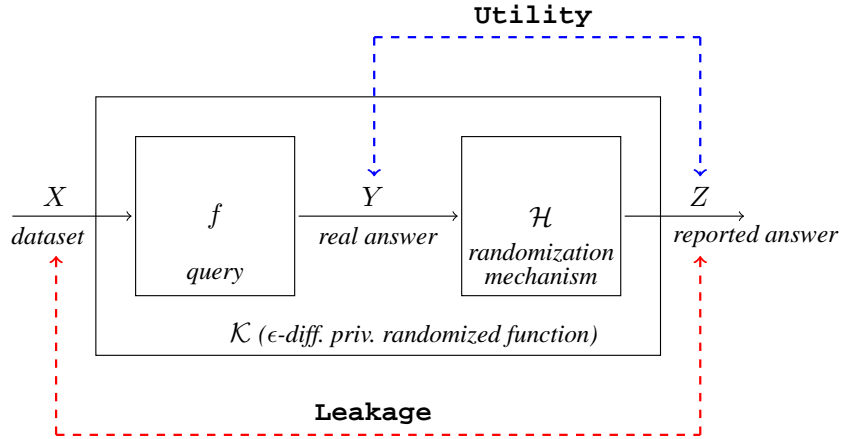 Utility
X
Y
Z
f
ℋ
dataset
real answer
reported answer
query
randomization
mechanism
𝒦 (ϵ-diff. priv. randomized function)
Leakage